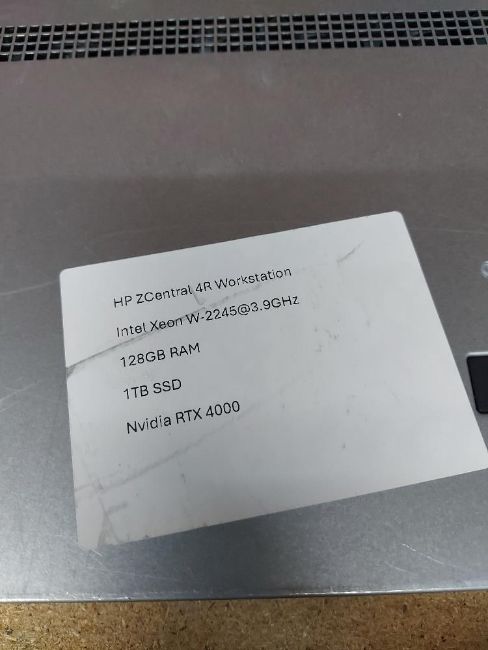 HP ZCentral 4R Workstation
Intel Xeon W-2245@3.9GHz
128GB RAM
1TB SSD
Nvidia RTX 4000